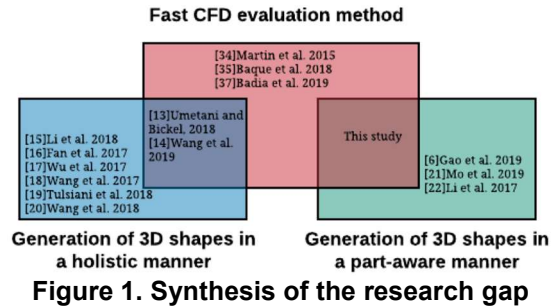 Fast CFD evaluation method
[34]Martin et al. 2015
[35]Baque et al. 2018
[37]Badia et al. 2019
[13]Umetani and
Bickel, 2018
[14]Wang et al.
2019
[15]Li et al. 2018
[16]Fan et al. 2017
[17]Wu et al. 2017
[18]Wang et al. 2017
[19]Tulsiani et al. 2018
[20]Wang et al. 2018
This study
[6]Gao et al. 2019
[21]Mo et al. 2019
[22]Li et al. 2017
Generation of 3D shapes in
a holistic manner
Generation of 3D shapes in
a part-aware manner
Figure 1. Synthesis of the research gap